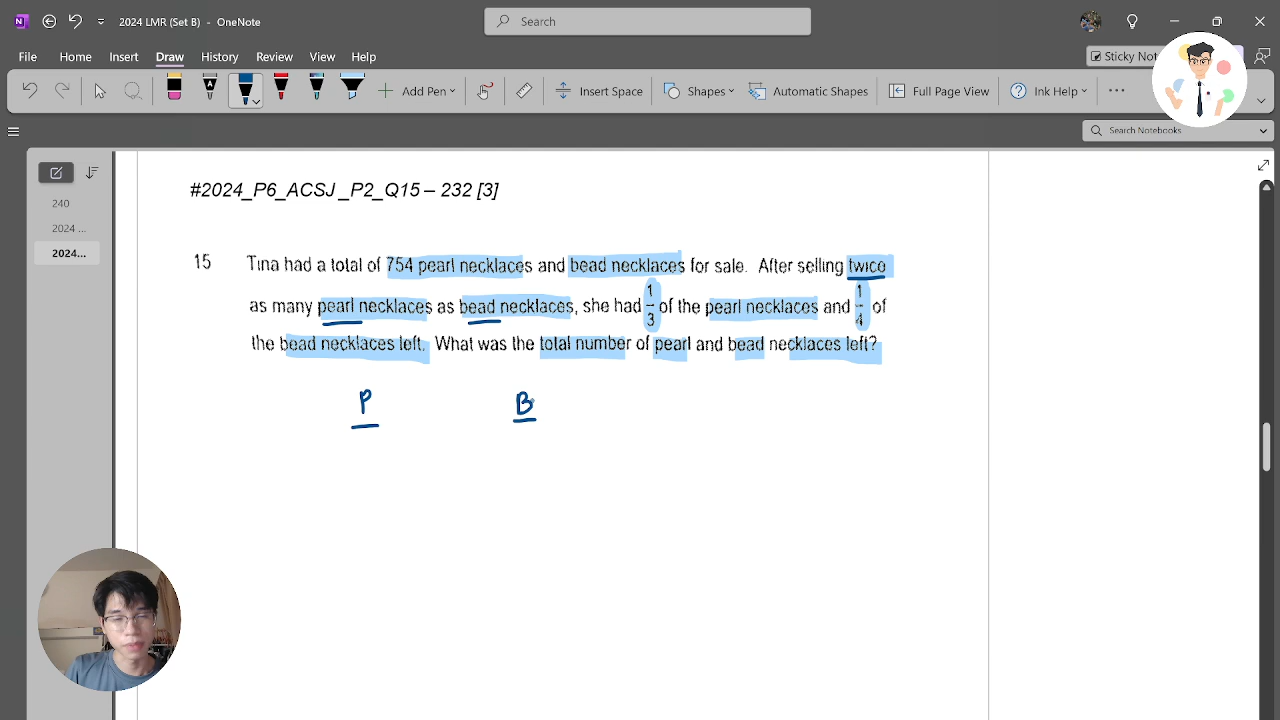 2024 LMR (Set B) - OneNote
Search
File Home Insert Draw History Review View Help
Sticky Not
Add Pen
Insert Space
Shapes
Automatic Shapes
Full Page View
Ink Help
Search Notebooks
240
2024 ...
2024...
#2024_P6_ACSJ _P2_Q15 – 232 [3]
15 Tina had a total of 754 pearl necklaces and bead necklaces for sale. After selling twice
as many pearl necklaces as bead necklaces, she had 1/3 of the pearl necklaces and 1/4 of
the bead necklaces left. What was the total number of pearl and bead necklaces left?
P B